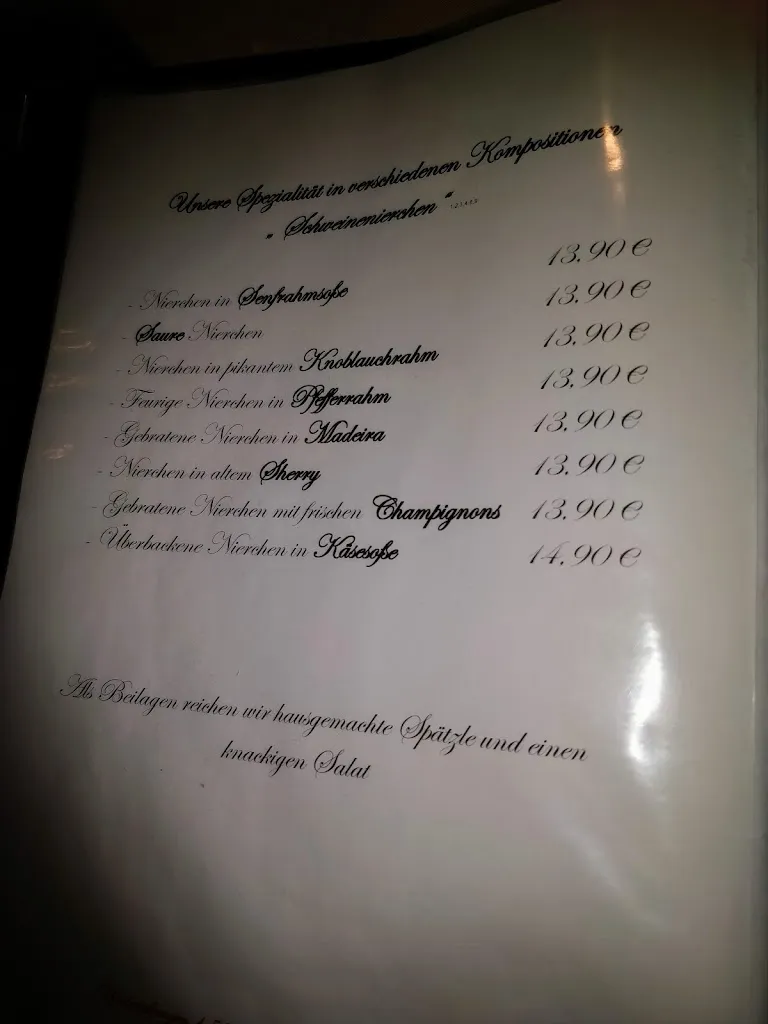 Unsere Spezialität in verschiedenen Kompositionen
„ Schweinenierchen “
- Nierchen in Senfrahmsoße 13.90 €
- Saure Nierchen 13.90 €
- Nierchen in pikantem Knoblauchrahm 13.90 €
- Feurige Nierchen in Pfefferrahm 13.90 €
- Gebratene Nierchen in Madeira 13.90 €
- Nierchen in altem Sherry 13.90 €
- Gebratene Nierchen mit frischen Champignons 13.90 €
- Überbackene Nierchen in Käsesoße 14.90 €
Als Beilagen reichen wir hausgemachte Spätzle und einen
knackigen Salat